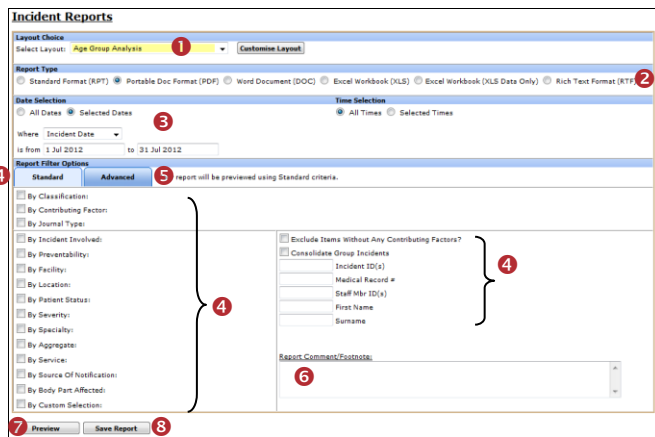 Incident Reports
Layout Choice
Select Layout: Age Group Analysis 1 Customise Layout
Report Type
Standard Format (RPT) Portable Doc Format (PDF) Word Document (DOC) Excel Workbook (XLS) Excel Workbook (XLS Data Only) Rich Text Format (RTF) 2
Date Selection Time Selection
All Dates Selected Dates 3 All Times Selected Times
Where Incident Date
is from 1 Jul 2012 to 31 Jul 2012
Report Filter Options
4 Standard Advanced 5 report will be previewed using Standard criteria.
By Classification:
By Contributing Factor:
By Journal Type:
By Incident Involved: Exclude Items Without Any Contributing Factors?
By Preventability: Consolidate Group Incidents
By Facility: Incident ID(s) 4
By Location: Medical Record #
By Patient Status: Staff Mbr ID(s)
By Severity: 4 First Name
By Specialty: Surname
By Aggregate:
By Service: Report Comment/Footnote:
By Source Of Notification: 6
By Body Part Affected:
By Custom Selection:
7 Preview Save Report 8